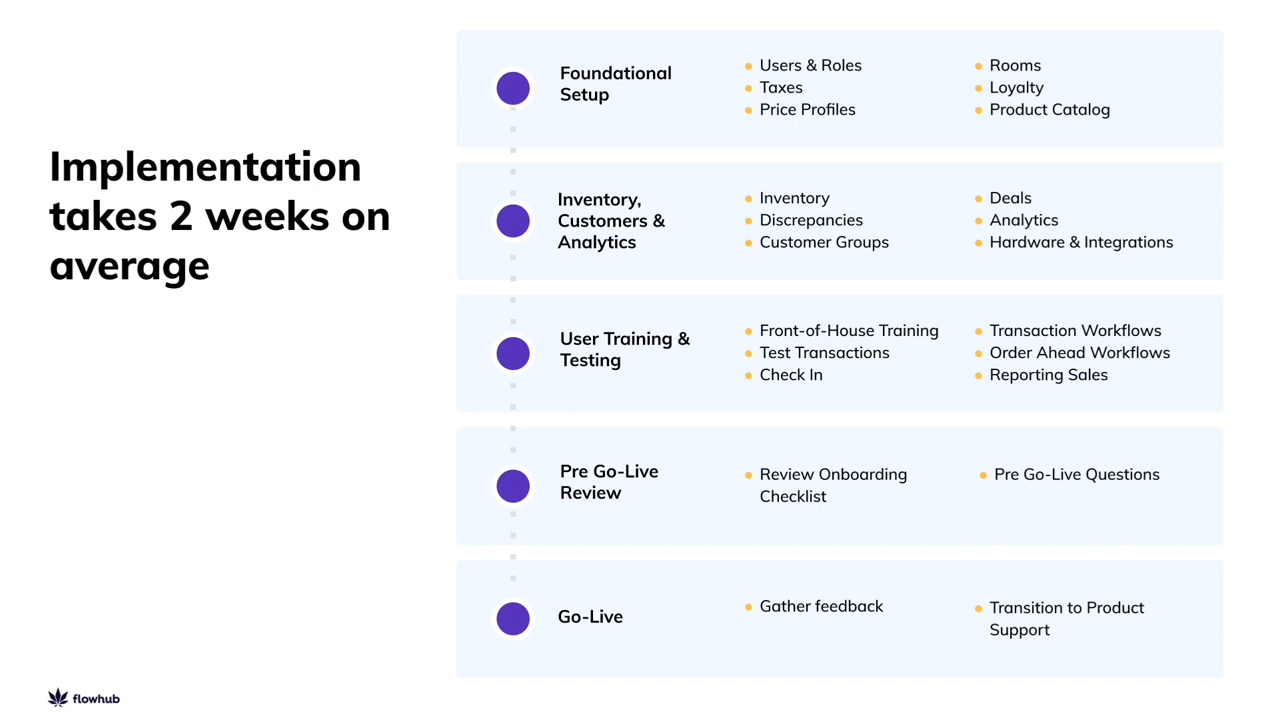 Implementation
takes 2 weeks on
average
Foundational
Setup
Users & Roles
Taxes
Price Profiles
Rooms
Loyalty
Product Catalog
Inventory,
Customers &
Analytics
Inventory
Discrepancies
Customer Groups
Deals
Analytics
Hardware & Integrations
User Training &
Testing
Front-of-House Training
Test Transactions
Check In
Transaction Workflows
Order Ahead Workflows
Reporting Sales
Pre Go-Live
Review
Review Onboarding
Checklist
Pre Go-Live Questions
Go-Live
Gather feedback
Transition to Product
Support
flowhub